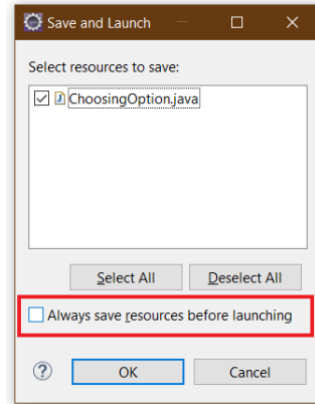 Save and Launch
Select resources to save:
ChoosingOption.java
Select All Deselect All
Always save resources before launching
OK Cancel